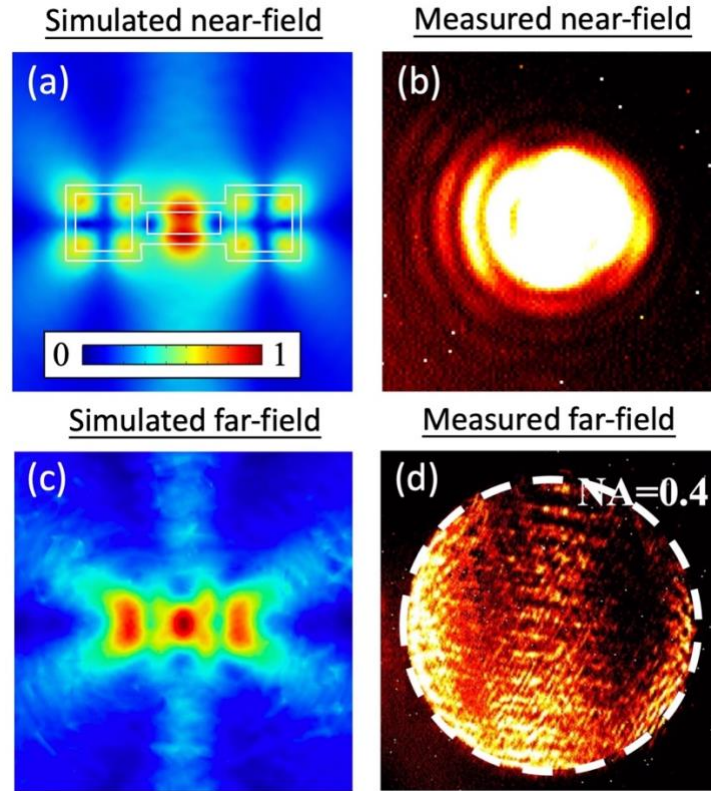 Simulated near-field
Measured near-field
(a)
(b)
0
1
Simulated far-field
Measured far-field
(c)
(d)
NA=0.4